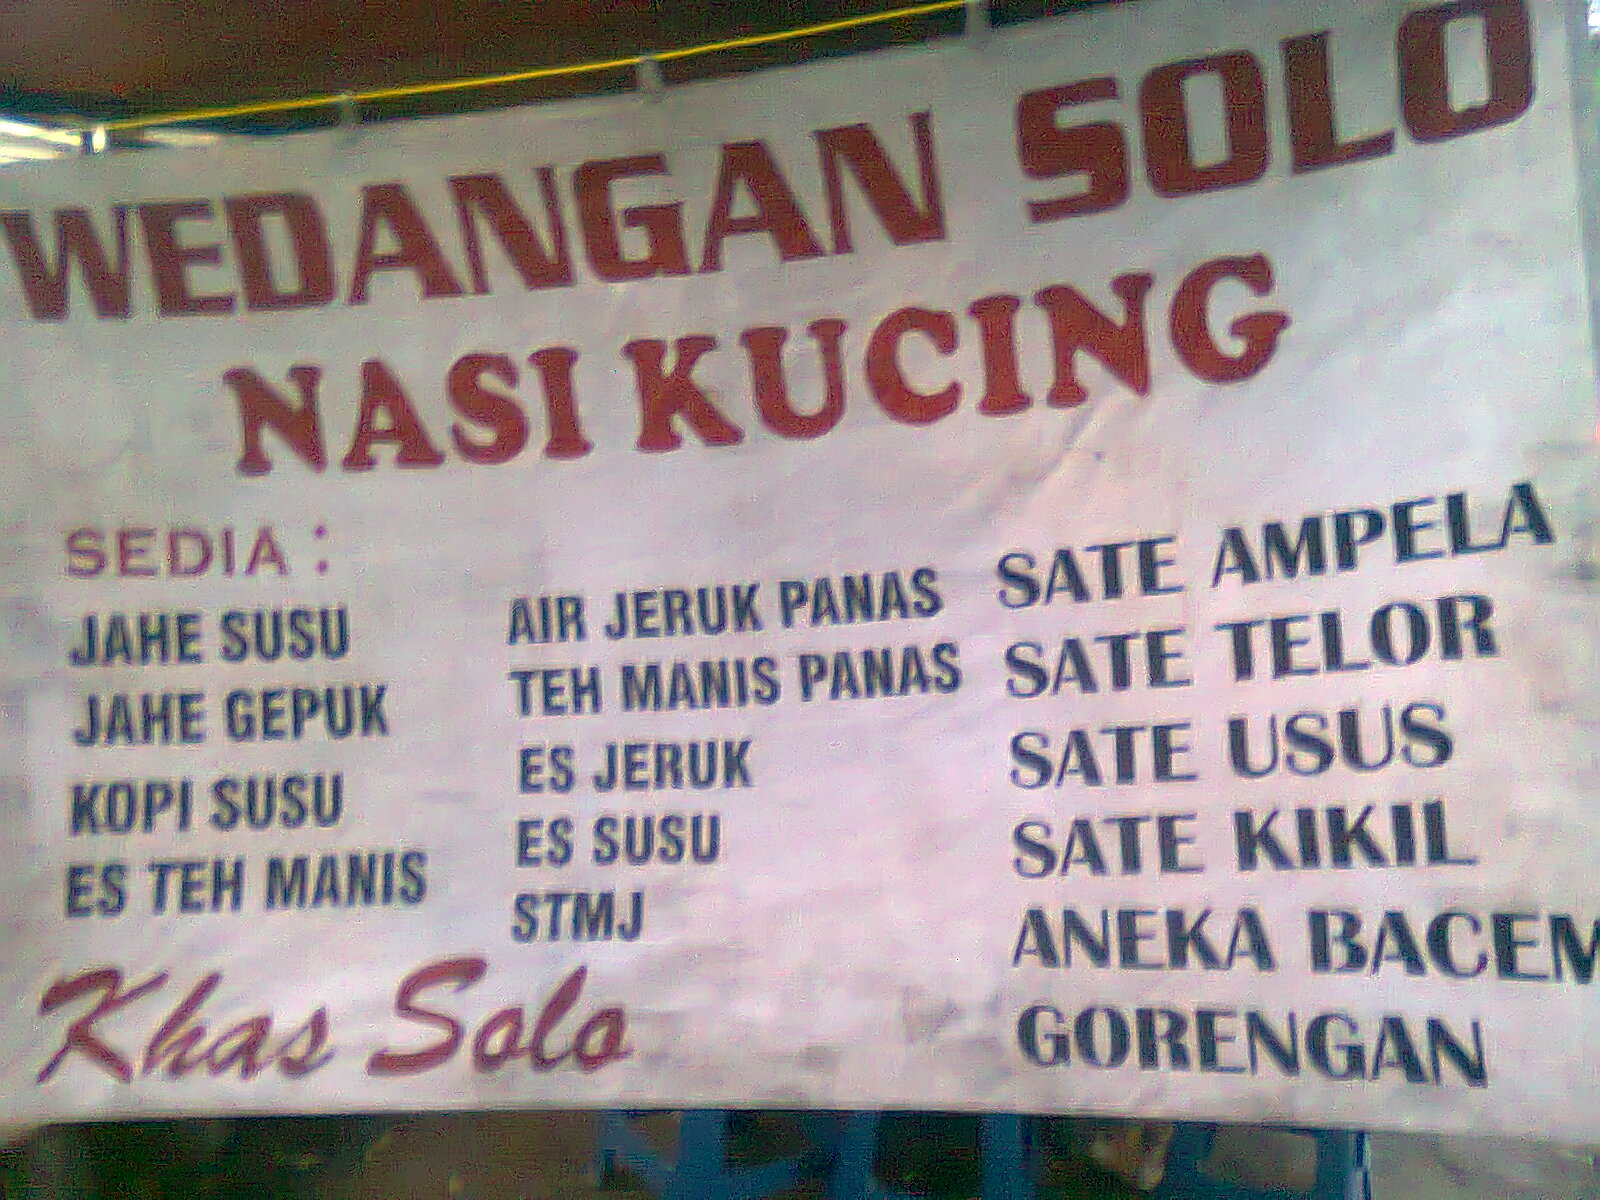 WEDANGAN SOLO
NASI KUCING
SEDIA :
JAHE SUSU
JAHE GEPUK
KOPI SUSU
ES TEH MANIS
Khas Solo
AIR JERUK PANAS
TEH MANIS PANAS
ES JERUK
ES SUSU
STMJ
SATE AMPELA
SATE TELOR
SATE USUS
SATE KIKIL
ANEKA BACEM
GORENGAN